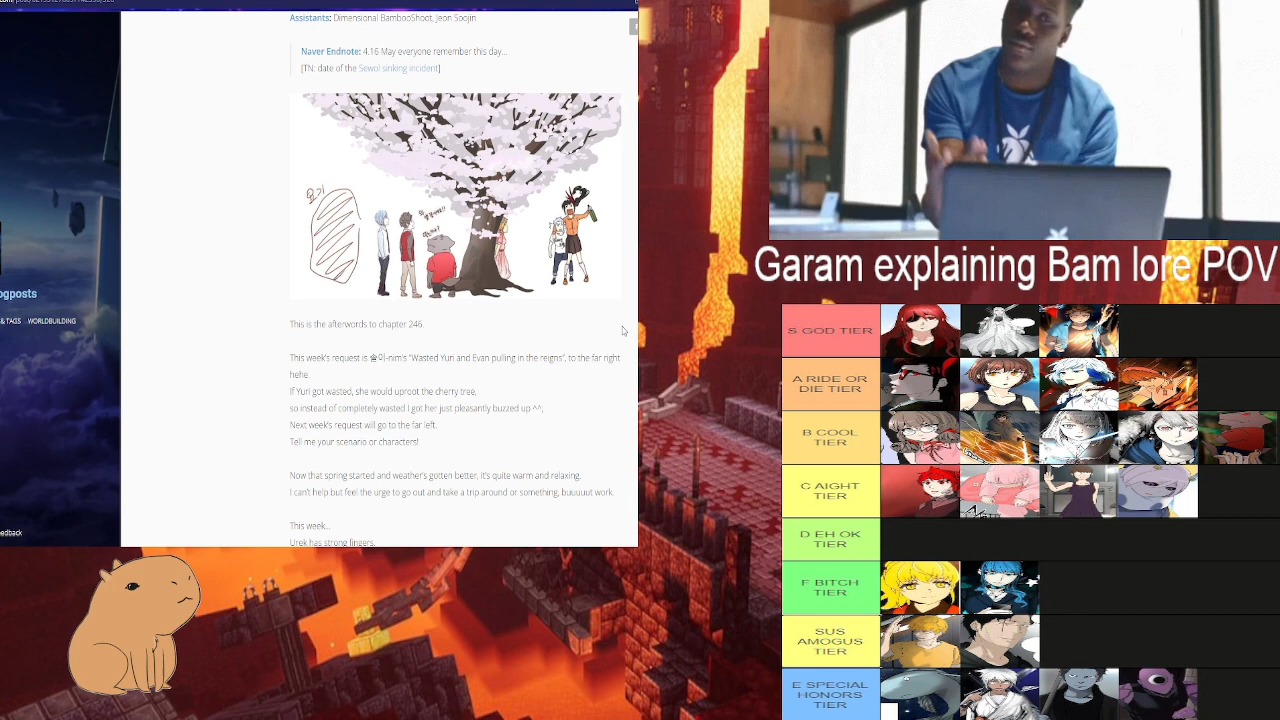 Assistants: Dimensional BambooShoot, Jeon Soojin
Naver Endnote: 4.16 May everyone remember this day...
[TN: date of the Sewol sinking incident]
This is the afterwords to chapter 246.
This week's request is 솔이-nim's "Wasted Yuri and Evan pulling in the reigns", to the far right
hehe.
If Yuri got wasted, she would uproot the cherry tree,
so instead of completely wasted I got her just pleasantly buzzed up ^^;
Next week's request will go to the far left.
Tell me your scenario or characters!
Now that spring started and weather's gotten better, it's quite warm and relaxing.
I can't help but feel the urge to go out and take a trip around or something, buuuuut work.
This week...
Urek has strong fingers.
ogposts
& TAGS ...WORLDBUILDING
eedback
Garam explaining Bam lore POV
S GOD TIER
A RIDE OR
DIE TIER
B COOL
TIER
C AIGHT
TIER
D EH OK
TIER
F BITCH
TIER
SUS
AMOGUS
TIER
E SPECIAL
HONORS
TIER